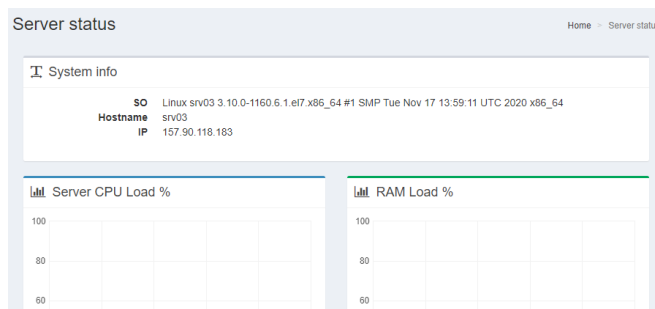 Server status
Home > Server statu
System info
SO Linux srv03 3.10.0-1160.6.1.el7.x86_64 #1 SMP Tue Nov 17 13:59:11 UTC 2020 x86_64
Hostname srv03
IP 157.90.118.183
Server CPU Load %
100
80
60
RAM Load %
100
80
60